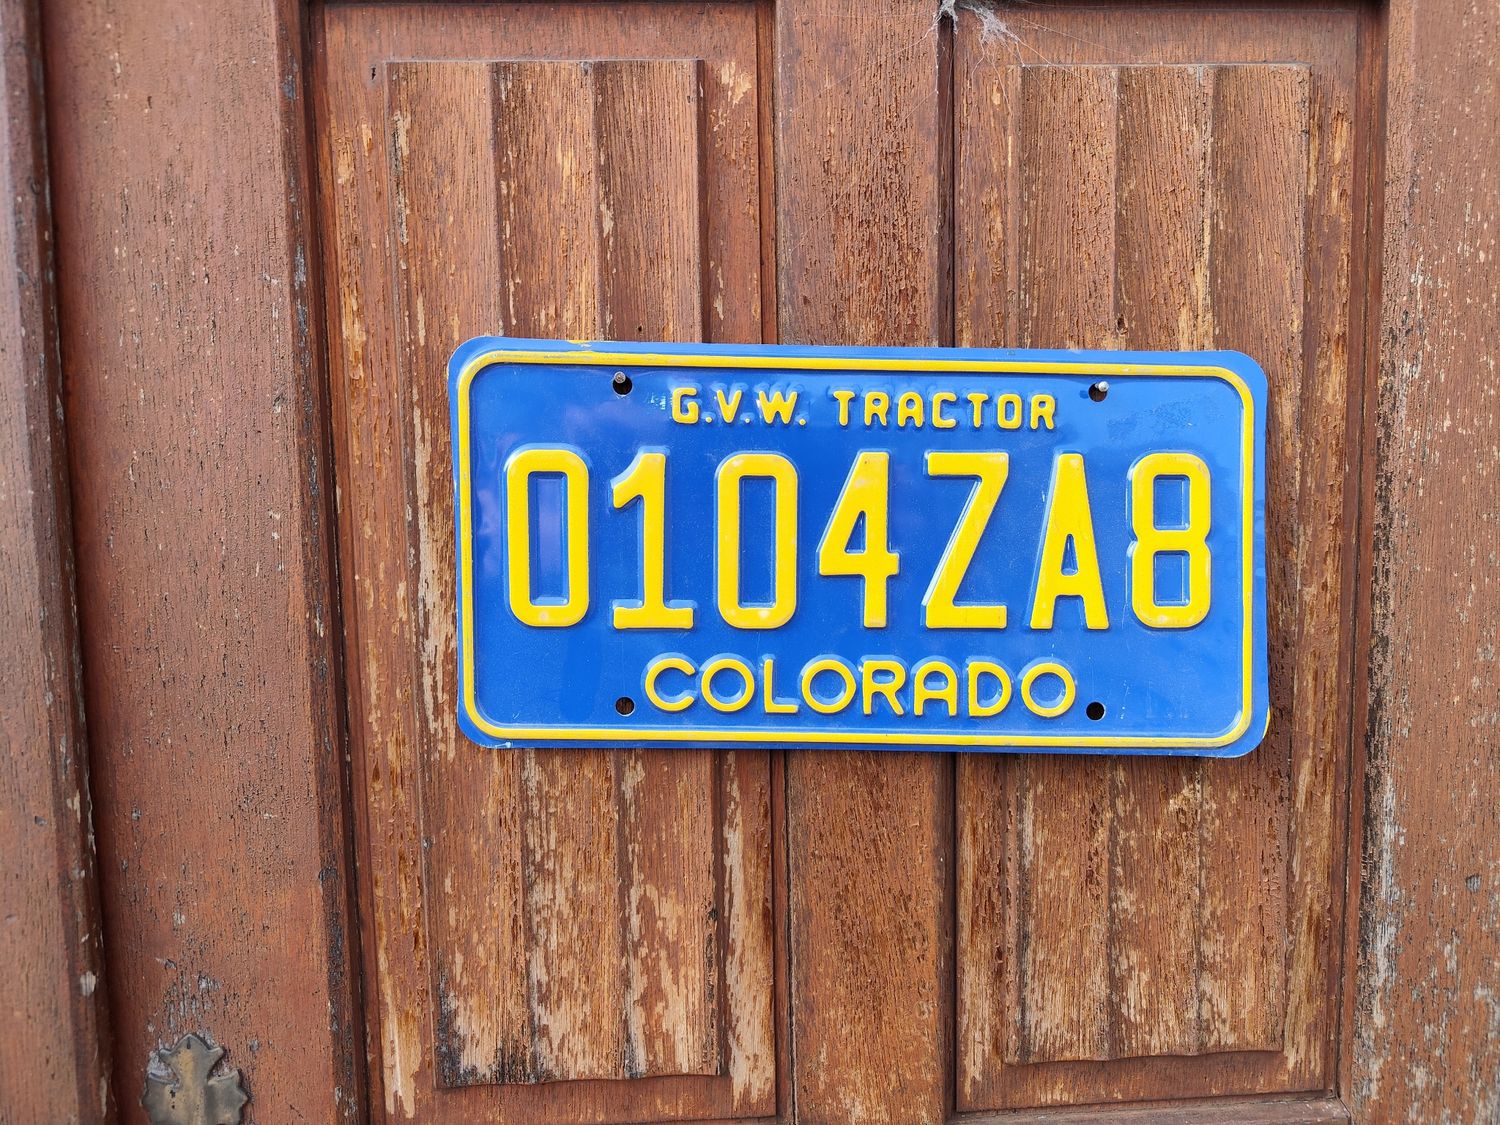 G.V.W. TRACTOR
0104ZA8
COLORADO